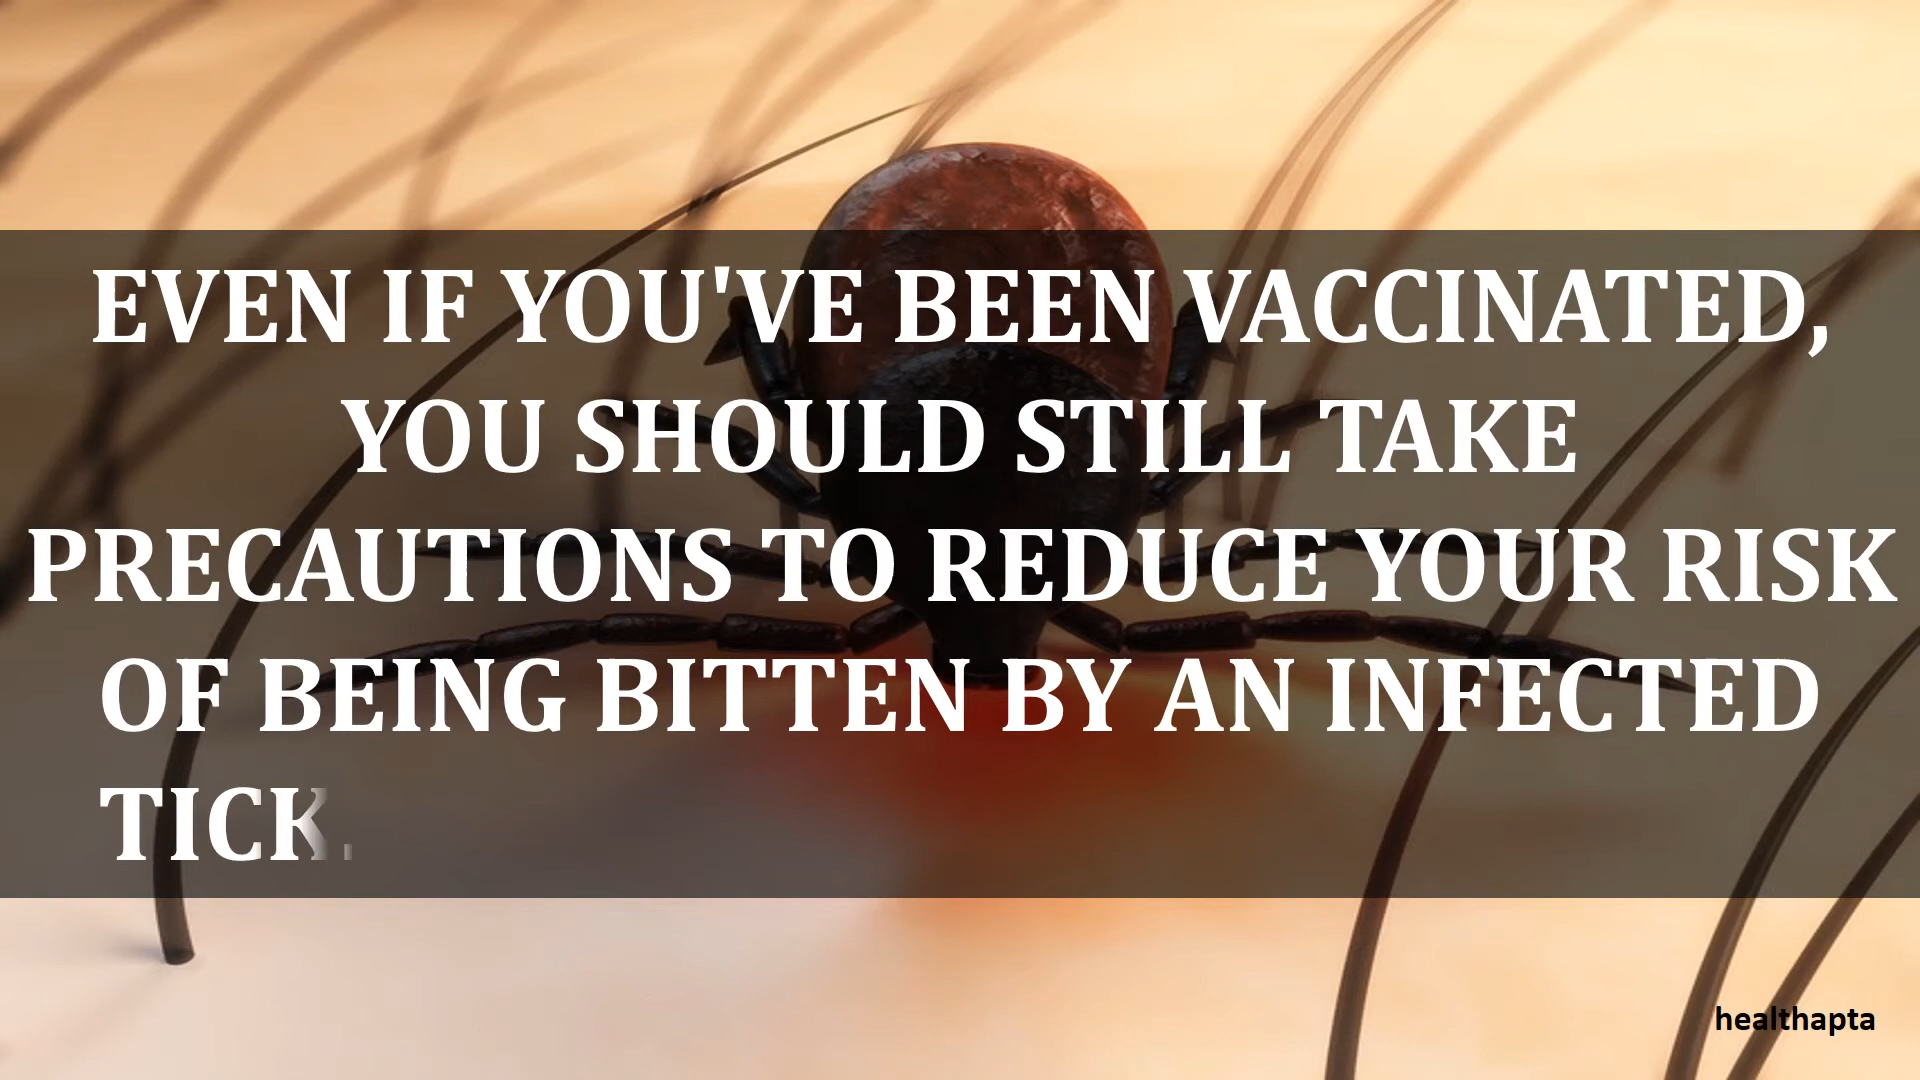 EVEN IF YOU'VE BEEN VACCINATED,
YOU SHOULD STILL TAKE
PRECAUTIONS TO REDUCE YOUR RISK
OF BEING BITTEN BY AN INFECTED
TICK.
healthapta